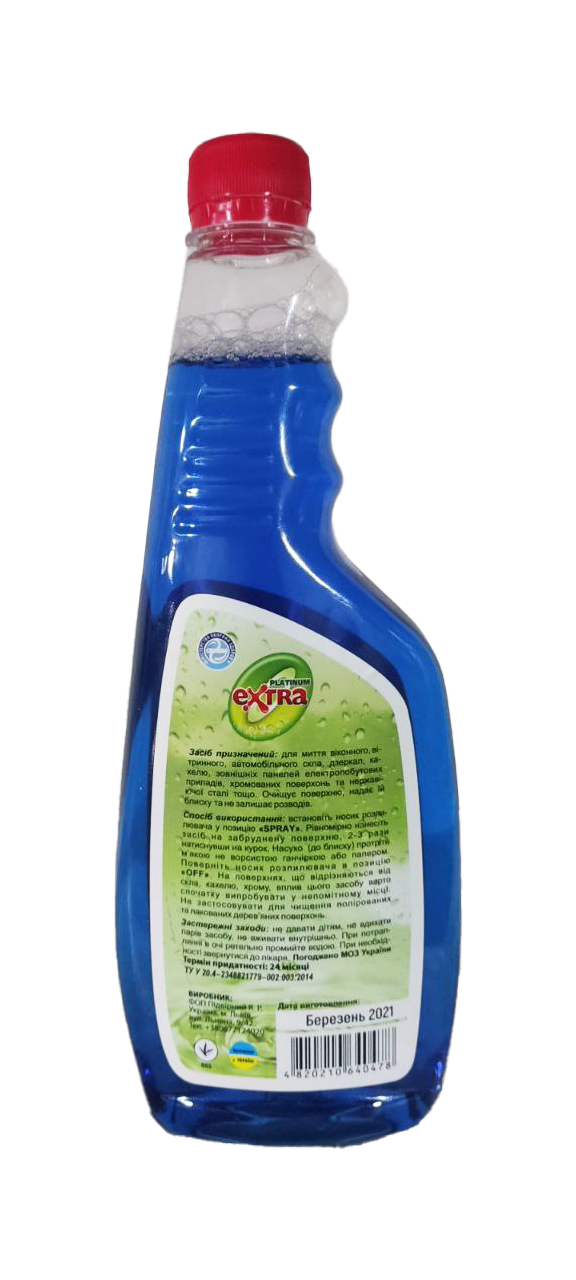 PLATINUM
eXTRa
Засіб призначений: для миття віконного, ві-
тринного, автомобільного скла, дзеркал, ка-
хелю, зовнішніх панелей електропобутових
приладів, хромованих поверхонь та нержаві-
ючої сталі тощо. Очищує поверхню, надає їй
блиску та не залишає розводів.
Спосіб використання: встановіть носик розпи-
лювача у позицію «SPRAY». Рівномірно нанесіть
засіб на забруднену поверхню, 2-3 рази
натиснувши на курок. Насухо (до блиску) протріть
м'якою не ворсистою ганчіркою або папером.
Поверніть носик розпилювача в позицію
«OFF». На поверхнях, що відрізняються від
скла, кахелю, хрому, вплив цього засобу варто
спочатку випробувати у непомітному місці.
Не застосовувати для чищення полірованих
та лакованих дерев'яних поверхонь.
Застережні заходи: не давати дітям, не вдихати
парів засобу, не вживати внутрішньо. При потрап-
лянні в очі ретельно промийте водою. При необхід-
ності звернутися до лікаря. Погоджено МОЗ України
Термін придатності: 24 місяці
ТУ У 20.4-2348821779-002:2014
ВИРОБНИК:
ФОП
Україна, м. Львів,
Дата виготовлення:
Березень 2021
4 820210 640478